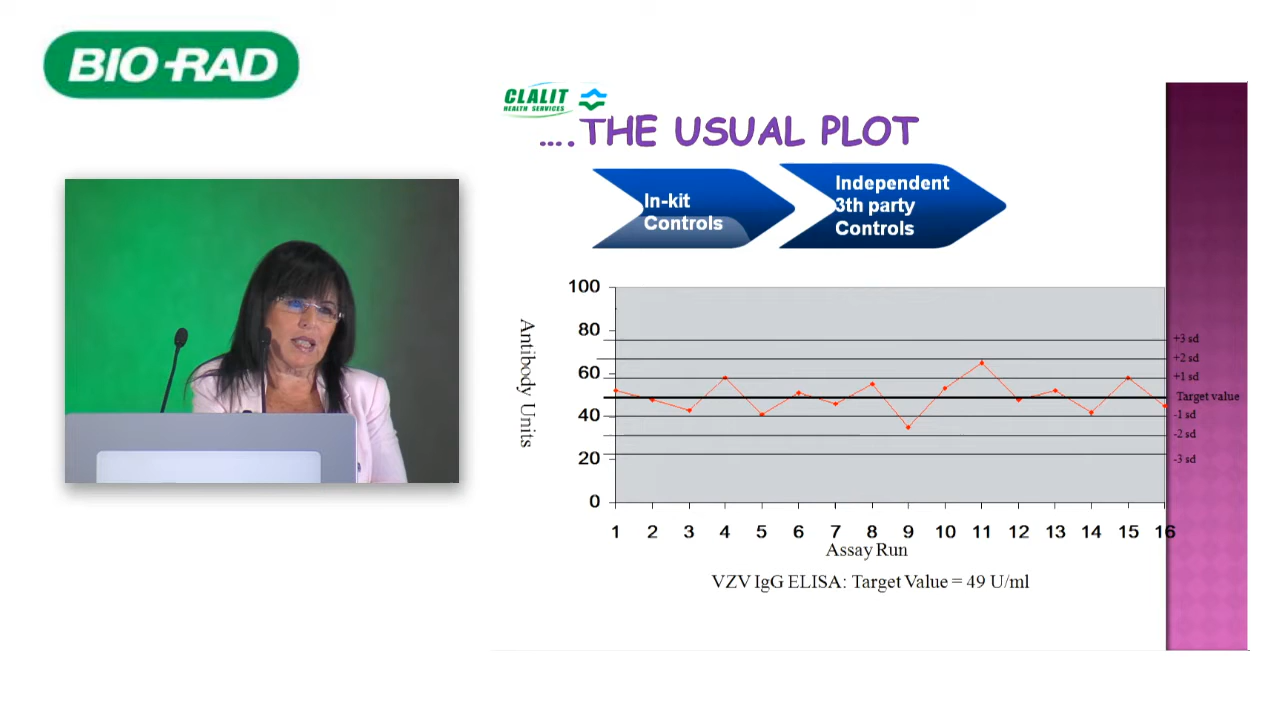 BIO-RAD
CLALIT
HEALTH SERVICES
....THE USUAL PLOT
In-kit
Controls
Independent
3th party
Controls
100
80
60
40
20
0
Antibody Units
+3 sd
+2 sd
+1 sd
Target value
-1 sd
-2 sd
-3 sd
1 2 3 4 5 6 7 8 9 10 11 12 13 14 15 16
Assay Run
VZV IgG ELISA: Target Value = 49 U/ml